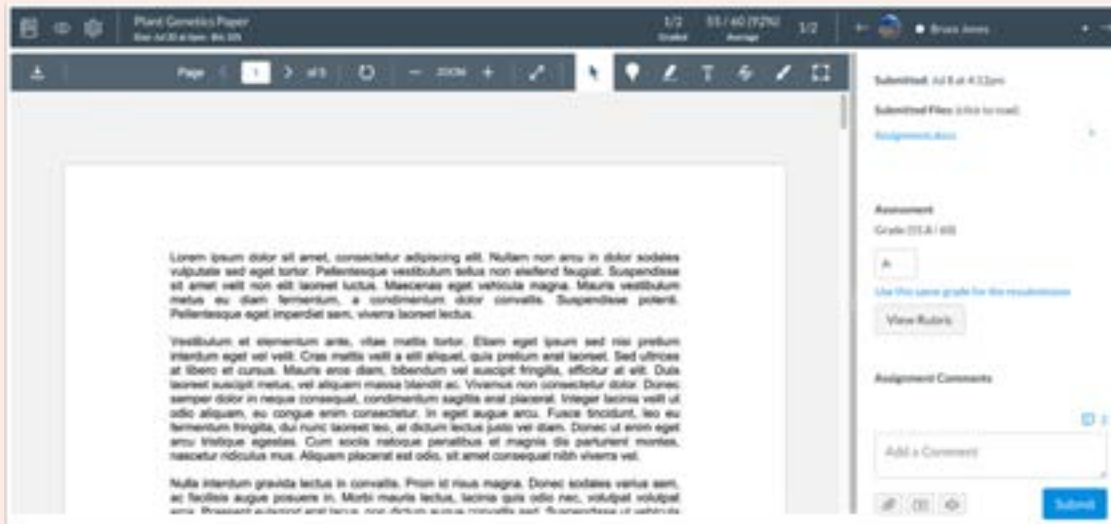 Plant Genetics Paper
1/2
Graded
55 / 60 (92%)
Average
1/2
Bruce Jones
Page
1
of 5
ZOOM
T
Submitted: Jul 8 at 4:12pm
Submitted Files: (click to read)
Assignment.docx
Assessment
Grade (55.8 / 60)
A-
Use this same grade for the resubmission
View Rubric
Assignment Comments
Add a Comment
Submit
Lorem ipsum dolor sit amet, consectetur adipiscing elit. Nullam non arcu in dolor sodales
vulputate sed eget tortor. Pellentesque vestibulum tellus non eleifend feugiat. Suspendisse
sit amet velit non elit laoreet luctus. Maecenas eget vehicula magna. Mauris vestibulum
metus eu diam fermentum, a condimentum dolor convallis. Suspendisse potenti.
Pellentesque eget imperdiet sem, viverra laoreet lectus.
Vestibulum et elementum ante, vitae mattis tortor. Etiam eget ipsum sed nisi pretium
interdum eget vel velit. Cras mattis velit a elit aliquet, quis pretium erat laoreet. Sed ultrices
at libero et cursus. Mauris eros diam, bibendum vel suscipit fringilla, efficitur at elit. Duis
laoreet suscipit metus, vel aliquam massa blandit ac. Vivamus non consectetur dolor. Donec
semper dolor in neque consequat, condimentum sagittis erat placerat. Integer lacinia velit ut
odio aliquam, eu congue enim consectetur. In eget augue arcu. Fusce tincidunt, leo eu
fermentum fringilla, dui nunc laoreet leo, at dictum lectus justo vel diam. Donec ut enim eget
arcu tristique egestas. Cum sociis natoque penatibus et magnis dis parturient montes,
nascetur ridiculus mus. Aliquam placerat est odio, sit amet consequat nibh viverra vel.
Nulla interdum gravida lectus in convallis. Proin id risus magna. Donec sodales varius sem,
ac facilisis augue posuere in. Morbi mauris lectus, lacinia quis odio nec, volutpat volutpat